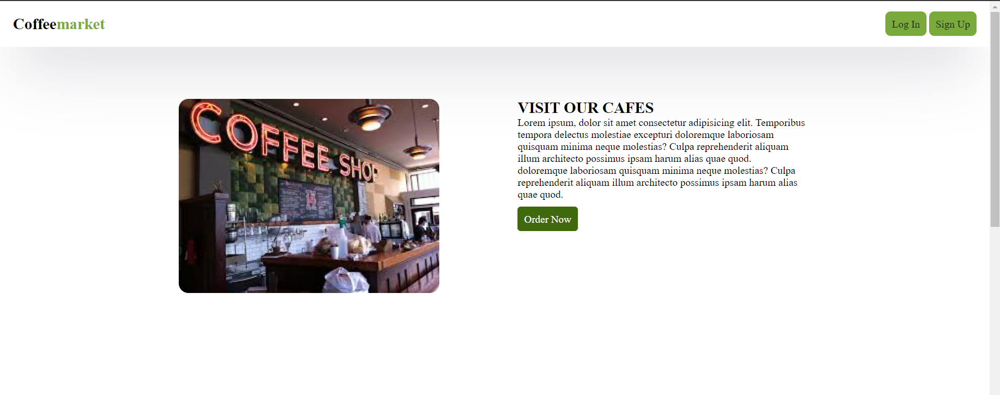 Coffeemarket
Log In
Sign Up
COFFEE SHOP
VISIT OUR CAFES
Lorem ipsum, dolor sit amet consectetur adipisicing elit. Temporibus
tempora delectus molestiae excepturi doloremque laboriosam
quisquam minima neque molestias? Culpa reprehenderit aliquam
illum architecto possimus ipsam harum alias quae quod.
doloremque laboriosam quisquam minima neque molestias? Culpa
reprehenderit aliquam illum architecto possimus ipsam harum alias
quae quod.
Order Now